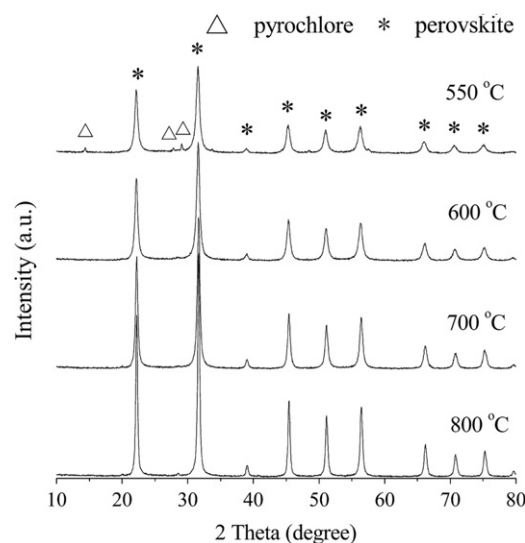 △ pyrochlore * perovskite
550 °C
600 °C
700 °C
800 °C
Intensity (a.u.)
10 20 30 40 50 60 70 80
2 Theta (degree)